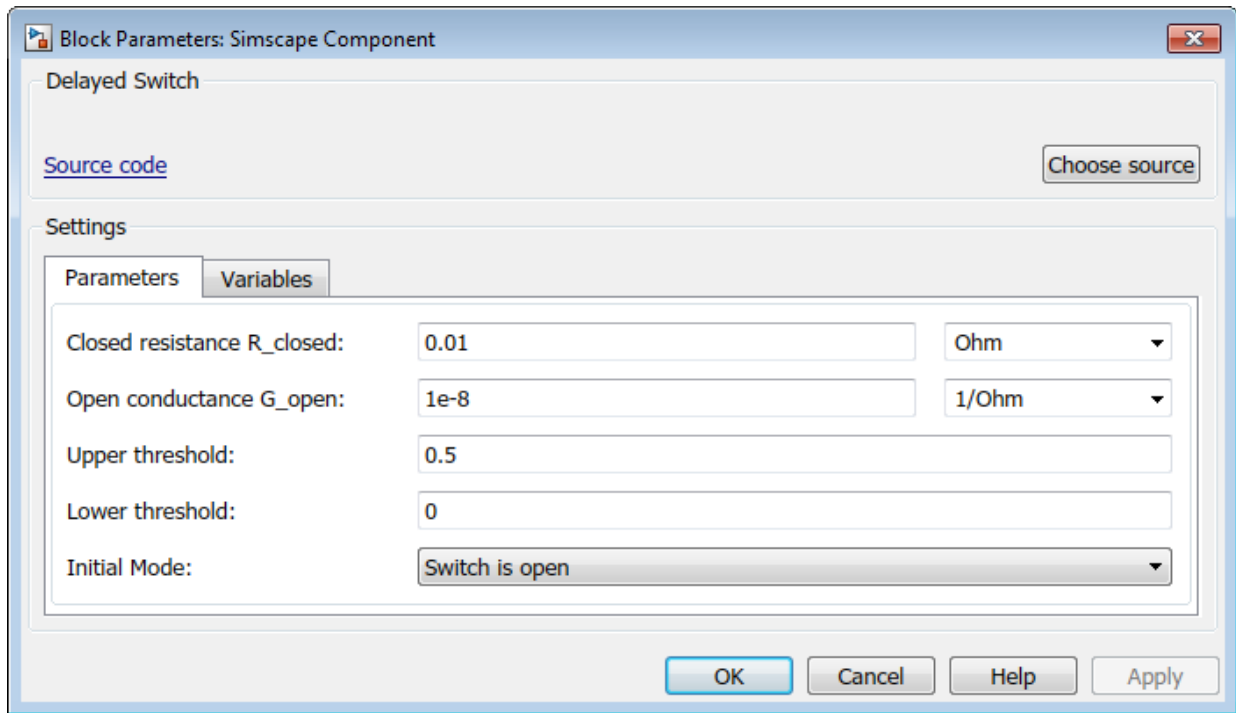 Block Parameters: Simscape Component
Delayed Switch
Source code
Choose source
Settings
Parameters
Variables
Closed resistance R_closed:
0.01
Ohm
Open conductance G_open:
1e-8
1/Ohm
Upper threshold:
0.5
Lower threshold:
0
Initial Mode:
Switch is open
OK
Cancel
Help
Apply